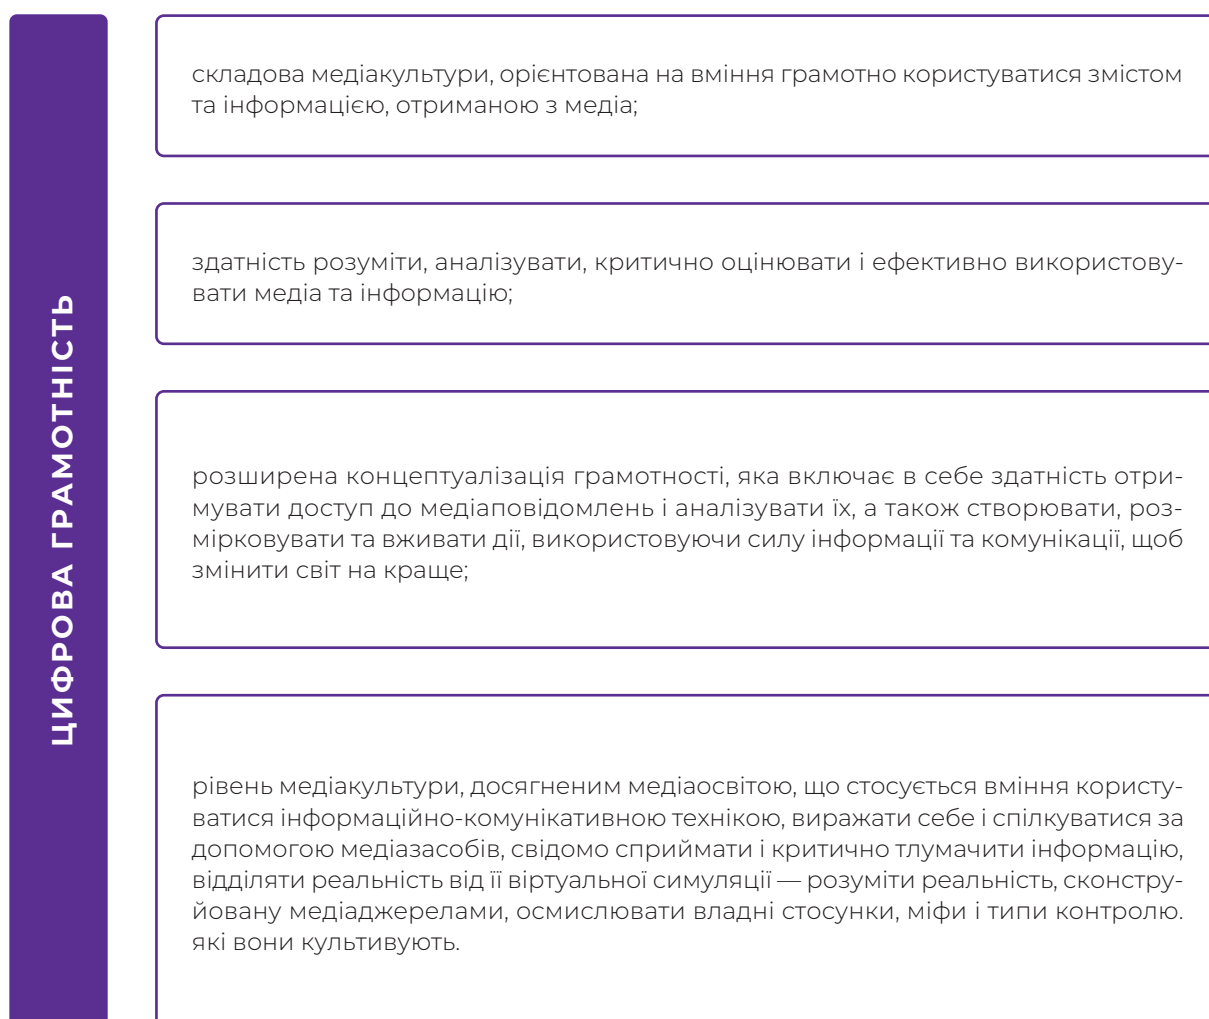 ЦИФРОВА ГРАМОТНІСТЬ
складова медіакультури, орієнтована на вміння грамотно користуватися змістом
та інформацією, отриманою з медіа;
здатність розуміти, аналізувати, критично оцінювати і ефективно використову-
вати медіа та інформацію;
розширена концептуалізація грамотності, яка включає в себе здатність отри-
мувати доступ до медіаповідомлень і аналізувати їх, а також створювати, роз-
мірковувати та вживати дії, використовуючи силу інформації та комунікації, щоб
змінити світ на краще;
рівень медіакультури, досягненим медіаосвітою, що стосується вміння користу-
ватися інформаційно-комунікативною технікою, виражати себе і спілкуватися за
допомогою медіазасобів, свідомо сприймати і критично тлумачити інформацію,
відділяти реальність від її віртуальної симуляції — розуміти реальність, сконстру-
йовану медіаджерелами, осмислювати владні стосунки, міфи і типи контролю.
які вони культивують.